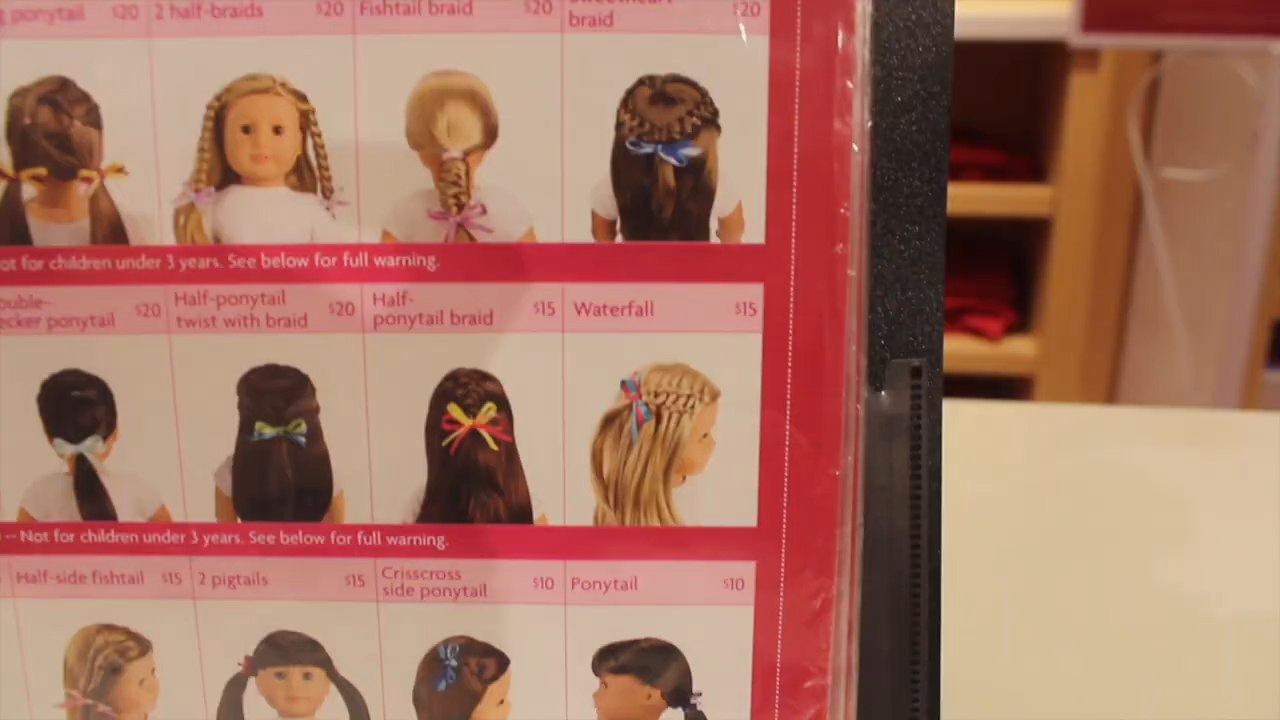 ponytail $20 2 half-braids $20 Fishtail braid $20 $20
braid
ot for children under 3 years. See below for full warning.
ouble- $20 Half-ponytail $20 Half- $15 Waterfall $15
ecker ponytail twist with braid ponytail braid
– Not for children under 3 years. See below for full warning.
Half-side fishtail $15 2 pigtails $15 Crisscross $10 Ponytail $10
side ponytail